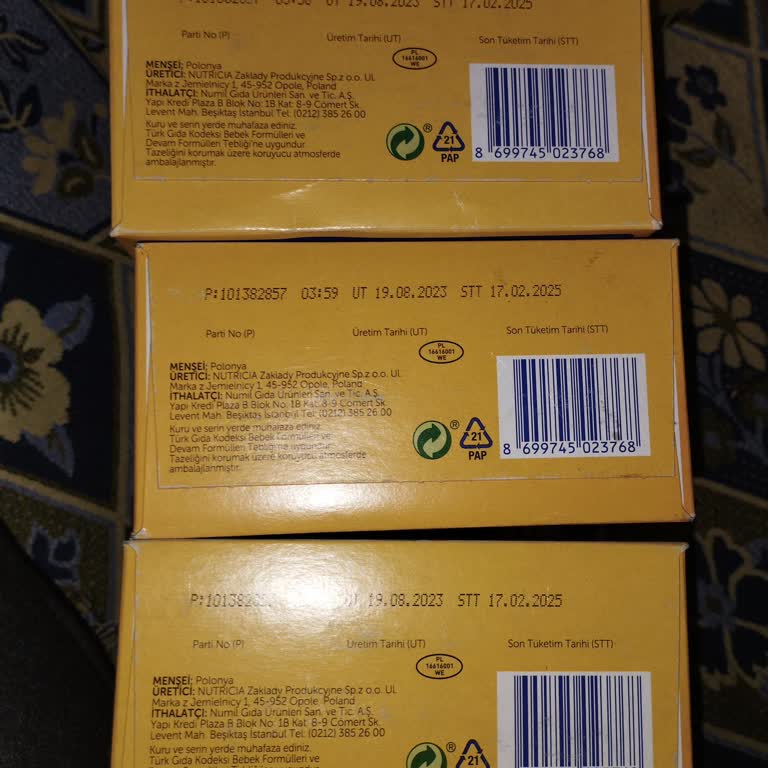 P:101382857 03:58 UT 19.08.2023 STT 17.02.2025
Parti No (P) Üretim Tarihi (UT) Son Tüketim Tarihi (STT)
PL
16616001
WE
MENŞEİ: Polonya
ÜRETİCİ: NUTRICIA Zaklady Produkcyjne Sp.z o.o. Ul.
Marka z Jemielnicy 1, 45-952 Opole, Poland
İTHALATÇI: Numil Gıda Ürünleri San. ve Tic. A.Ş.
Yapı Kredi Plaza B Blok No: 1B Kat: 8-9 Cömert Sk.
Levent Mah. Beşiktaş İstanbul Tel: (0212) 385 26 00
Kuru ve serin yerde muhafaza ediniz.
Türk Gıda Kodeksi Bebek Formülleri ve
Devam Formülleri Tebliği'ne uygundur.
Tazeliğini korumak üzere koruyucu atmosferde
ambalajlanmıştır.
®
21
PAP
8 699745 023768
P:101382857 03:59 UT 19.08.2023 STT 17.02.2025
Parti No (P) Üretim Tarihi (UT) Son Tüketim Tarihi (STT)
PL
16616001
WE
MENŞEİ: Polonya
ÜRETİCİ: NUTRICIA Zaklady Produkcyjne Sp.z o.o. Ul.
Marka z Jemielnicy 1, 45-952 Opole, Poland
İTHALATÇI: Numil Gıda Ürünleri San. ve Tic. A.Ş.
Yapı Kredi Plaza B Blok No: 1B Kat: 8-9 Cömert Sk.
Levent Mah. Beşiktaş İstanbul Tel: (0212) 385 26 00
Kuru ve serin yerde muhafaza ediniz.
Türk Gıda Kodeksi Bebek Formülleri ve
Devam Formülleri Tebliği'ne uygundur.
Tazeliğini korumak üzere koruyucu atmosferde
ambalajlanmıştır.
®
21
PAP
8 699745 023768
UT 19.08.2023 STT 17.02.2025
Parti No (P) Üretim Tarihi (UT) Son Tüketim Tarihi (STT)
PL
16616001
WE
MENŞEİ: Polonya
ÜRETİCİ: NUTRICIA Zaklady Produkcyjne Sp.z o.o. Ul.
Marka z Jemielnicy 1, 45-952 Opole, Poland
İTHALATÇI: Numil Gıda Ürünleri San. ve Tic. A.Ş.
Yapı Kredi Plaza B Blok No: 1B Kat: 8-9 Cömert Sk.
Levent Mah. Beşiktaş İstanbul Tel: (0212) 385 26 00
Kuru ve serin yerde muhafaza ediniz.
Türk Gıda Kodeksi Bebek Formülleri ve
®
21